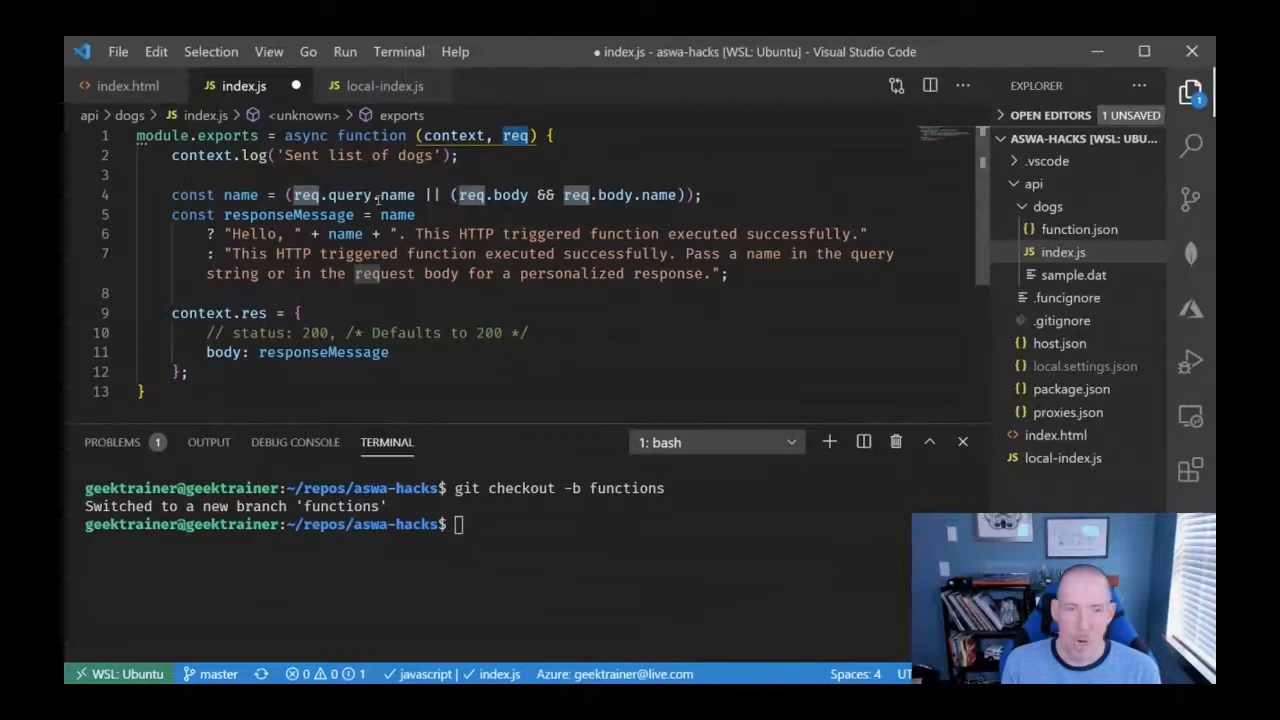 File Edit Selection View Go Run Terminal Help
● index.js - aswa-hacks [WSL: Ubuntu] - Visual Studio Code
index.html
JS index.js
JS local-index.js
api > dogs > JS index.js > <unknown> > exports
1 module.exports = async function (context, req) {
2 context.log('Sent list of dogs');
3
4 const name = (req.query.name || (req.body && req.body.name));
5 const responseMessage = name
6 ? "Hello, " + name + ". This HTTP triggered function executed successfully."
7 : "This HTTP triggered function executed successfully. Pass a name in the query
string or in the request body for a personalized response.";
8
9 context.res = {
10 // status: 200, /* Defaults to 200 */
11 body: responseMessage
12 };
13 }
EXPLORER
OPEN EDITORS 1 UNSAVED
ASWA-HACKS [WSL: UBU...
.vscode
api
dogs
function.json
JS index.js
sample.dat
.funcignore
.gitignore
host.json
local.settings.json
package.json
proxies.json
index.html
JS local-index.js
1
PROBLEMS 1 OUTPUT DEBUG CONSOLE TERMINAL
1: bash
geektrainer@geektrainer:~/repos/aswa-hacks$ git checkout -b functions
Switched to a new branch 'functions'
geektrainer@geektrainer:~/repos/aswa-hacks$
WSL: Ubuntu master 0 0 1 javascript | index.js Azure: geektrainer@live.com Spaces: 4 UT